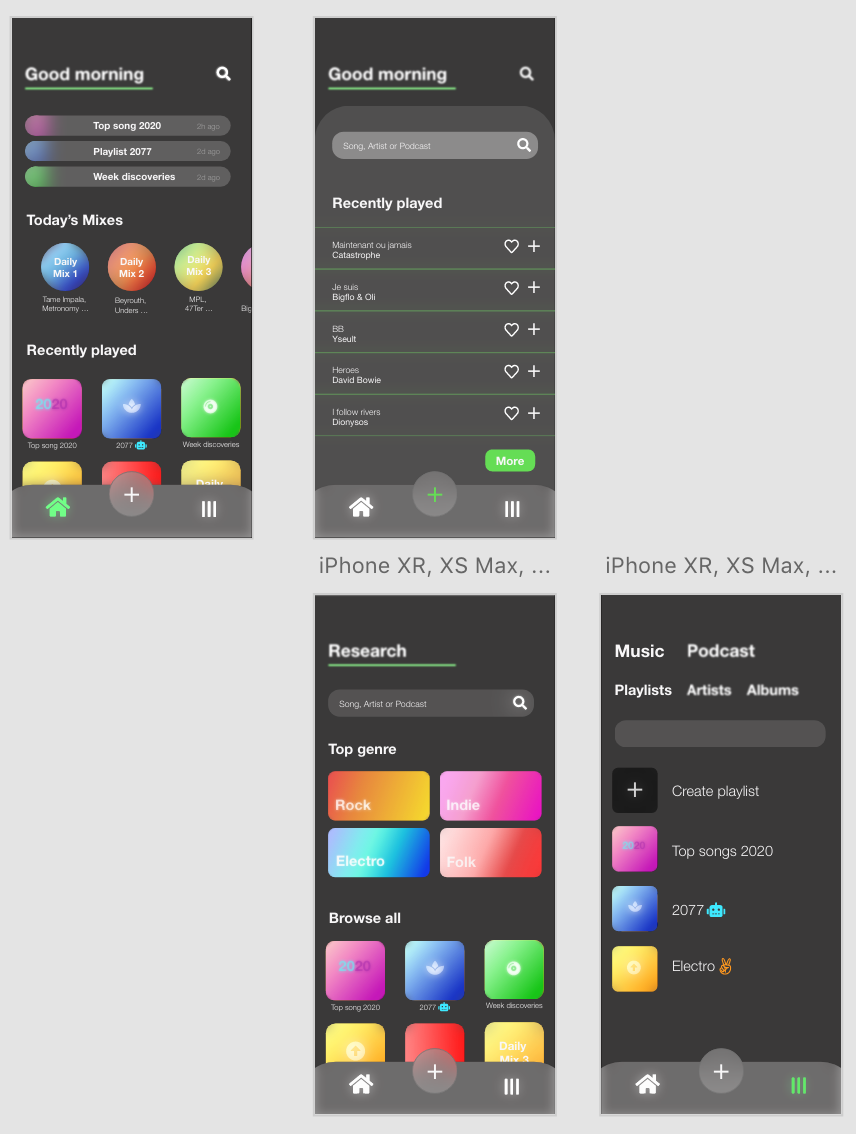 Good morning
Top song 2020 2h ago
Playlist 2077 2d ago
Week discoveries 2d ago
Today's Mixes
Daily Mix 1
Daily Mix 2
Daily Mix 3
Tame Impala, Metronomy ...
Beyrouth, Unders ...
MPL, 47Ter ...
Big
Recently played
2020
Top song 2020
2077
Week discoveries
Daily
Good morning
Song, Artist or Podcast
Recently played
Maintenant ou jamais
Catastrophe
Je suis
Bigflo & Oli
BB
Yseult
Heroes
David Bowie
I follow rivers
Dionysos
More
iPhone XR, XS Max, ...
Research
Song, Artist or Podcast
Top genre
Rock
Indie
Electro
Folk
Browse all
2020
Top song 2020
2077
Week discoveries
Daily
Mix 3
iPhone XR, XS Max, ...
Music Podcast
Playlists Artists Albums
Create playlist
2020
Top songs 2020
2077
Electro